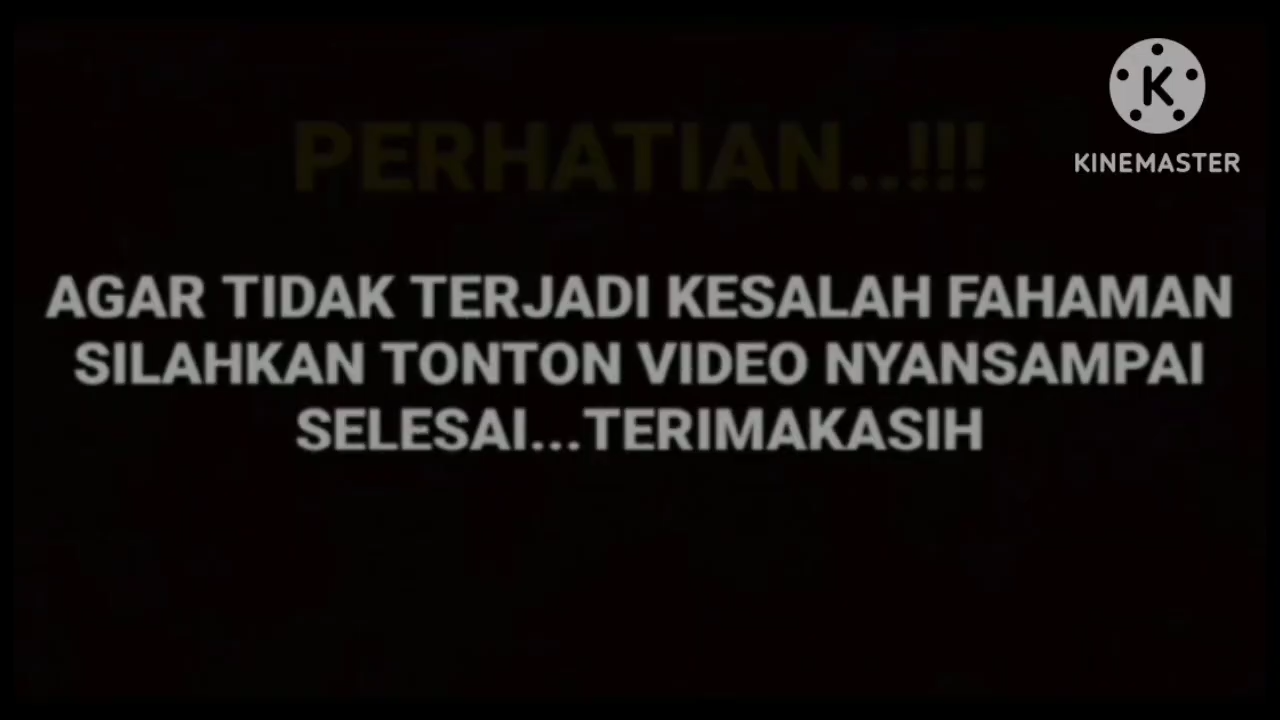 K
KINEMASTER
PERHATIAN..!!!
AGAR TIDAK TERJADI KESALAH FAHAMAN
SILAHKAN TONTON VIDEO NYANSAMPAI
SELESAI...TERIMAKASIH